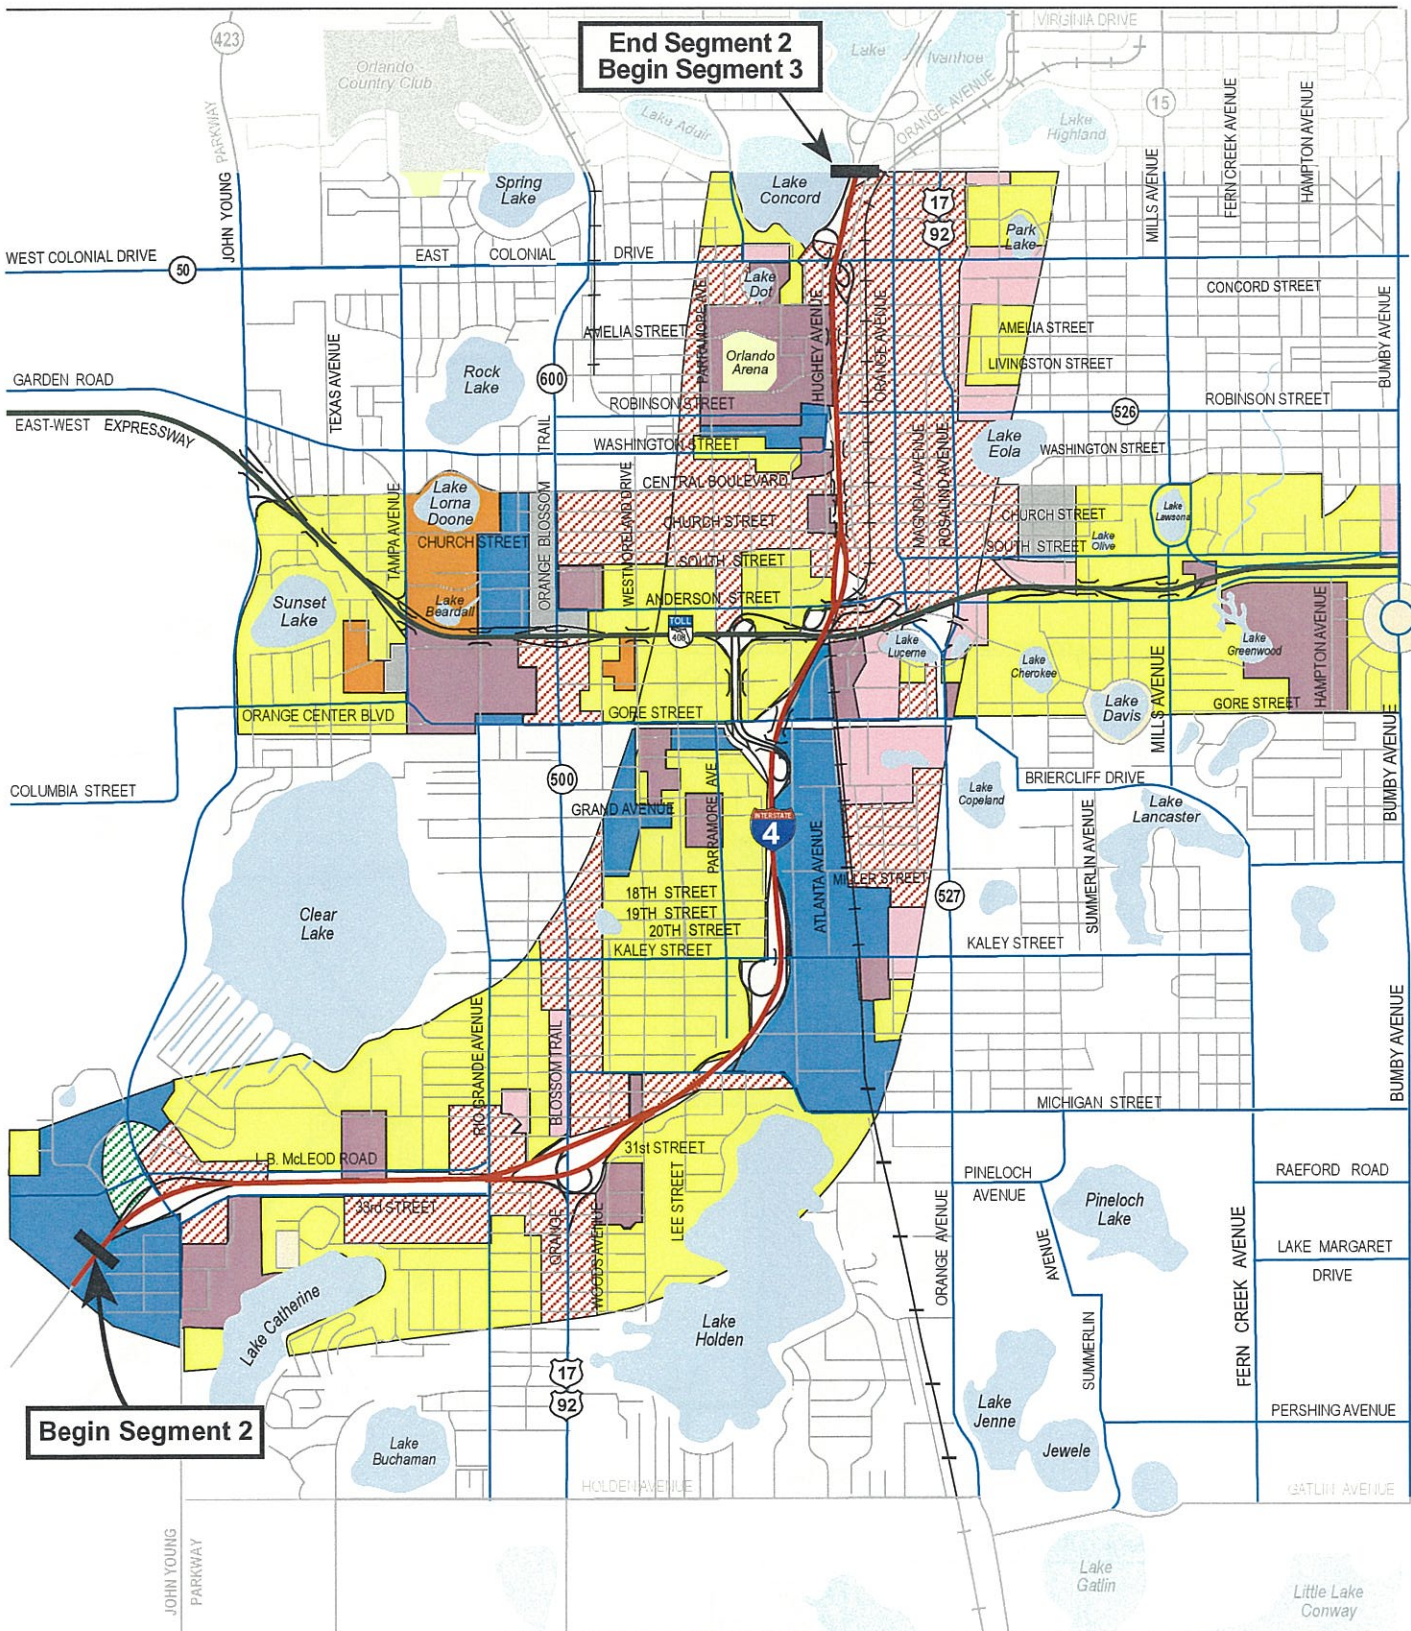 423
Orlando
Country Club
JOHN YOUNG PARKWAY
End Segment 2
Begin Segment 3
Lake
Ivanhoe
VIRGINIA DRIVE
15
Lake Adair
ORANGE AVENUE
Lake
Highland
MILLS AVENUE
FERN CREEK AVENUE
HAMPTON AVENUE
Spring
Lake
Lake
Concord
17
92
Park
Lake
WEST COLONIAL DRIVE
50
EAST COLONIAL DRIVE
Lake
Dot
CONCORD STREET
PARRAMORE AVE
HUGHEY AVENUE
ORANGE AVENUE
AMELIA STREET
AMELIA STREET
BUMBY AVENUE
TEXAS AVENUE
Rock
Lake
Orlando
Arena
LIVINGSTON STREET
GARDEN ROAD
600
ROBINSON STREET
526
ROBINSON STREET
EAST-WEST EXPRESSWAY
WASHINGTON STREET
Lake
Eola
WASHINGTON STREET
ORANGE BLOSSOM TRAIL
WESTMORELAND DRIVE
CENTRAL BOULEVARD
MAGNOLIA AVENUE
ROSALIND AVENUE
TAMPA AVENUE
Lake
Lorna
Doone
CHURCH STREET
CHURCH STREET
CHURCH STREET
Lake
Lawsona
SOUTH STREET
SOUTH STREET
Lake
Olive
Sunset
Lake
Lake
Beardall
ANDERSON STREET
TOLL
408
Lake
Lucerne
Lake
Cherokee
Lake
Greenwood
HAMPTON AVENUE
MILLS AVENUE
ORANGE CENTER BLVD
GORE STREET
Lake
Davis
GORE STREET
BUMBY AVENUE
COLUMBIA STREET
500
GRAND AVENUE
PARRAMORE AVE
INTERSTATE
4
ATLANTA AVENUE
BRIERCLIFF DRIVE
Lake
Copeland
Lake
Lancaster
SUMMERLIN AVENUE
Clear
Lake
18TH STREET
19TH STREET
20TH STREET
MILLER STREET
527
KALEY STREET
KALEY STREET
RIO GRANDE AVENUE
BLOSSOM TRAIL
BUMBY AVENUE
MICHIGAN STREET
L.B. McLEOD ROAD
31st STREET
LEE STREET
33rd STREET
ORANGE
WOODS AVENUE
PINELOCH
AVENUE
ORANGE AVENUE
AVENUE
SUMMERLIN
Pineloch
Lake
RAEFORD ROAD
FERN CREEK AVENUE
LAKE MARGARET
DRIVE
Lake Catherine
Lake
Holden
17
92
Begin Segment 2
Lake
Buchaman
Lake
Jenne
Jewele
PERSHING AVENUE
HOLDEN AVENUE
GATLIN AVENUE
JOHN YOUNG
PARKWAY
Lake
Gatlin
Little Lake
Conway